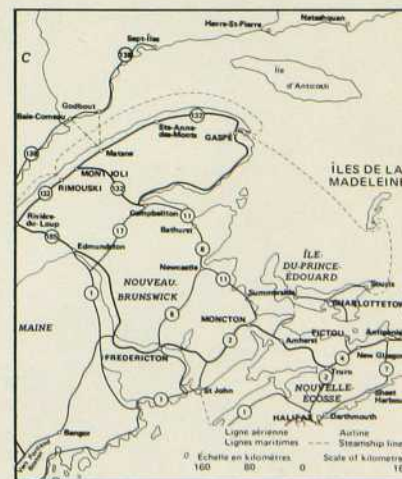 C
Havre-St-Pierre
Natashquan
Sept-Îles
138
Île
d'Anticosti
Godbout
Baie-Comeau
138
132
Ste-Anne-
des-Monts
GASPÉ
Matane
MONT-JOLI
ÎLES DE LA
MADELEINE
132
RIMOUSKI
132
Rivière-
du-Loup
Campbellton
11
185
17
Bathurst
Edmundston
8
ÎLE-
DU-PRINCE-
ÉDOUARD
Newcastle
11
Souris
NOUVEAU-
BRUNSWICK
Summerside
CHARLOTTETOWN
MAINE
MONCTON
PICTOU
Amherst
Antigonish
2
New Glasgow
FREDERICTON
Truro
7
NOUVELLE-
ÉCOSSE
Sheet
Harbour
1
St John
1
HALIFAX
Dartmouth
Bangor
Ligne aérienne
Airline
Lignes maritimes
Steamship line
Échelle en kilomètres
Scale of kilometres
160
80
0